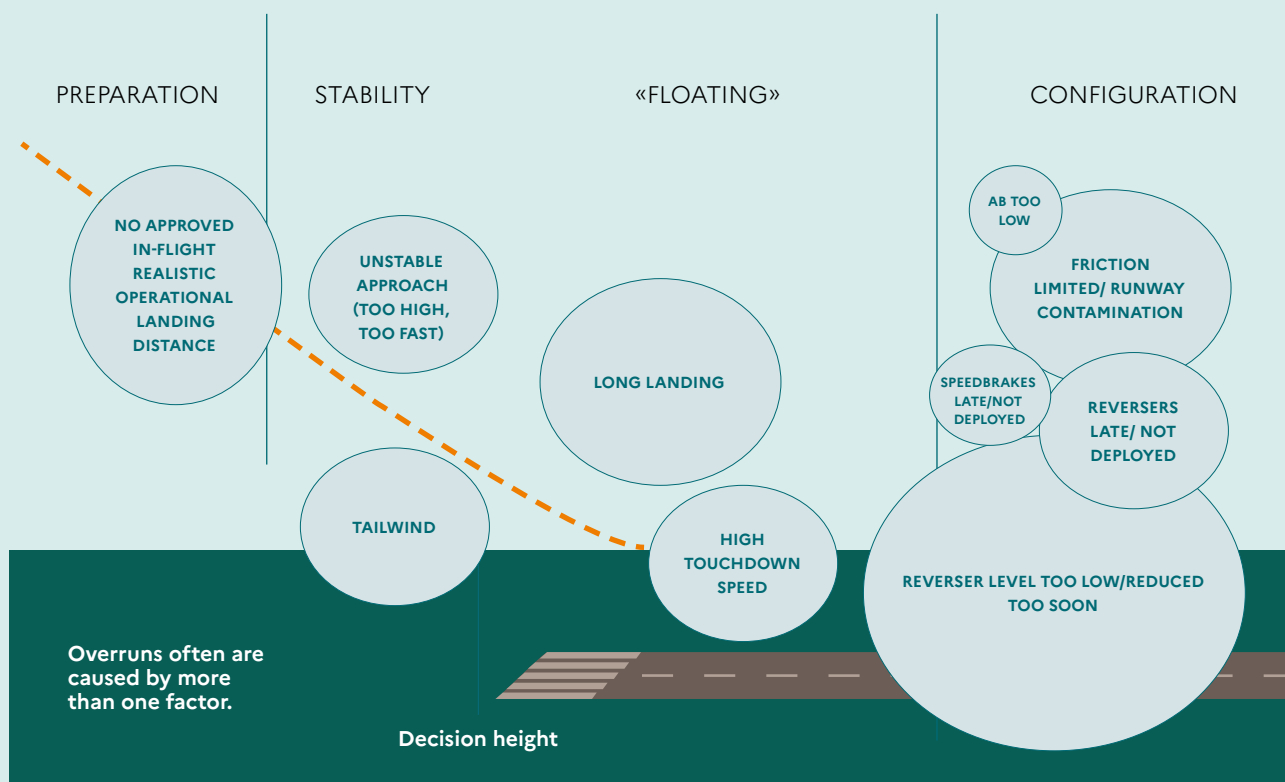 PREPARATION
STABILITY
«FLOATING»
CONFIGURATION
NO APPROVED
IN-FLIGHT
REALISTIC
OPERATIONAL
LANDING
DISTANCE
UNSTABLE
APPROACH
(TOO HIGH,
TOO FAST)
TAILWIND
LONG LANDING
HIGH
TOUCHDOWN
SPEED
AB TOO
LOW
FRICTION
LIMITED/ RUNWAY
CONTAMINATION
SPEEDBRAKES
LATE/NOT
DEPLOYED
REVERSERS
LATE/ NOT
DEPLOYED
REVERSER LEVEL TOO LOW/REDUCED
TOO SOON
Overruns often are
caused by more
than one factor.
Decision height